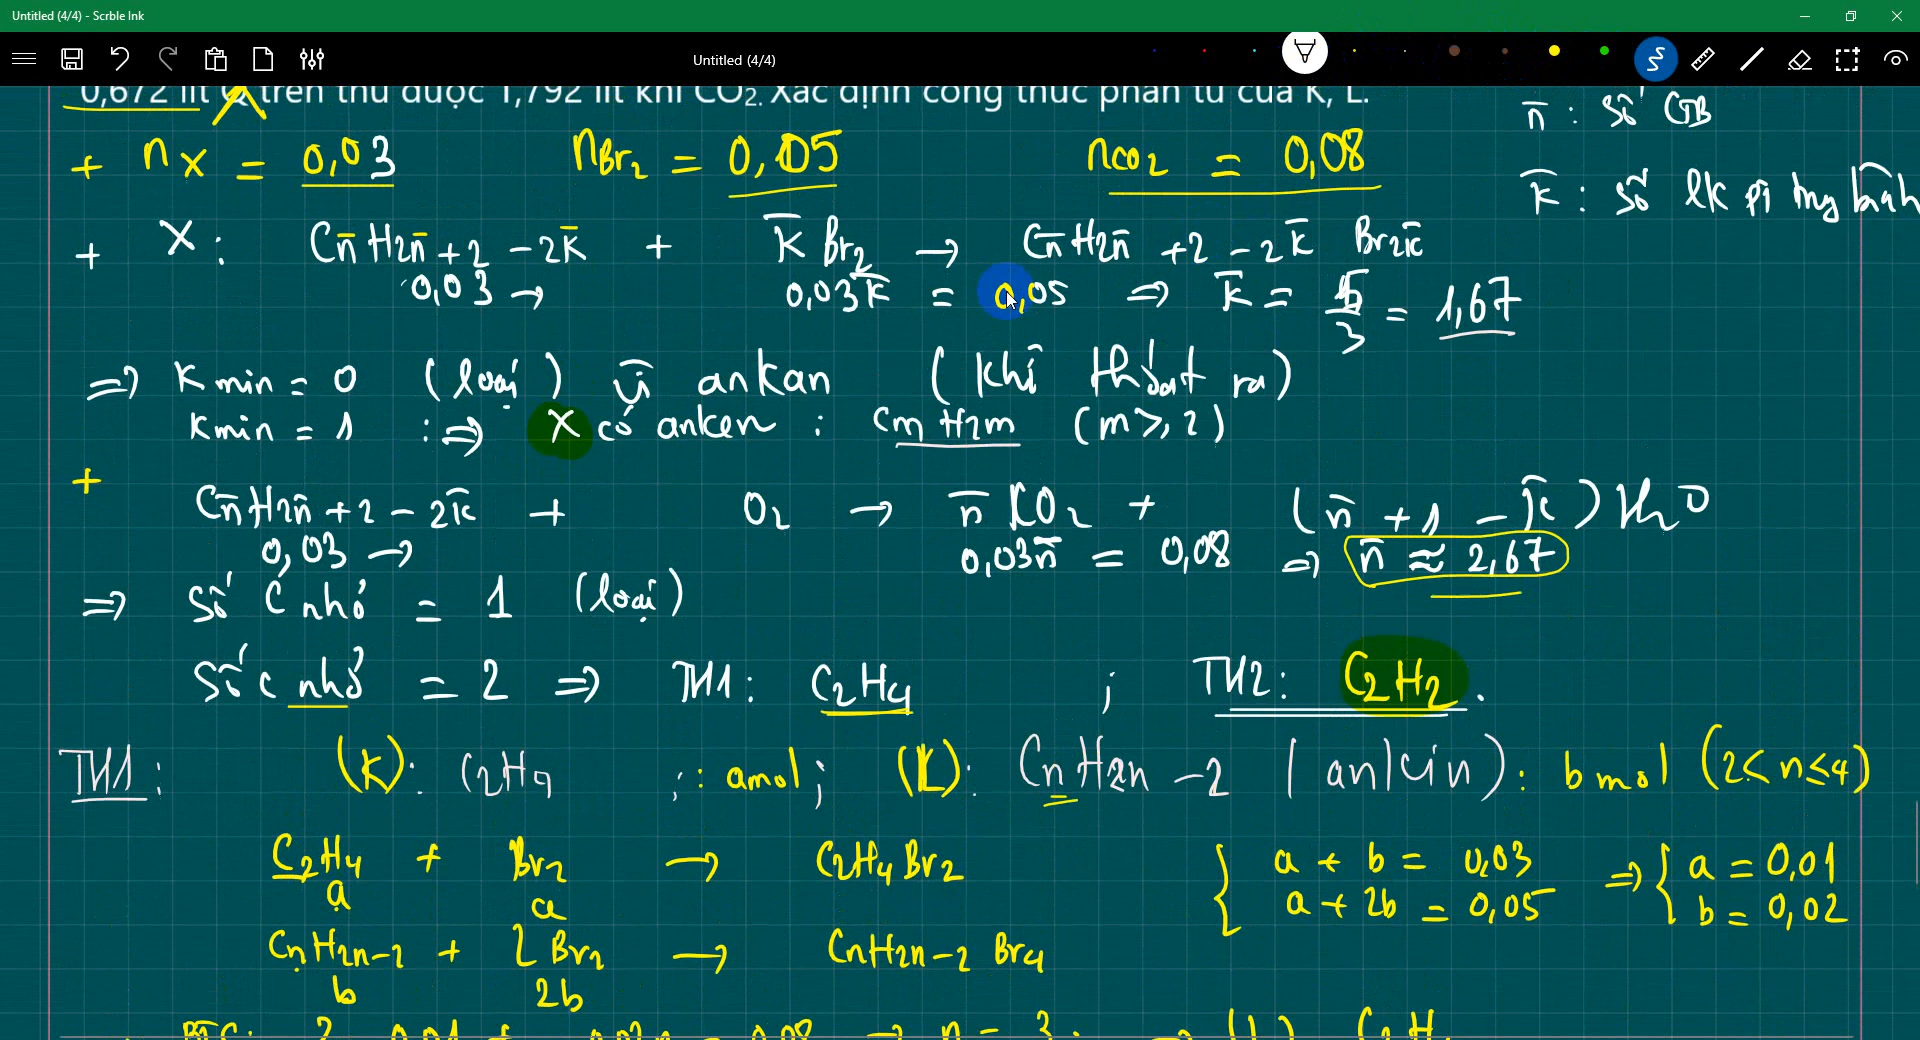 Untitled (4/4) - Scrble Ink
Untitled (4/4)
0,672 lít Q trên thu được 1,792 lít khí CO2. Xác định công thức phân tử của K, L.
X
n̄ : Số CTB
k̄ : Số lk pi trung bình
+ nX = 0,03 nBr2 = 0,05 nCO2 = 0,08
+ X : Cn̄H2n̄+2-2k̄ + k̄ Br2 → Cn̄H2n̄+2-2k̄ Br2k̄
0,03 → 0,03k̄ = 0,05 ⇒ k̄ = 5/3 = 1,67
⇒ Kmin = 0 (loại) vì ankan (khí thoát ra)
Kmin = 1 : ⇒ X có anken : CmH2m (m ≥ 2)
+
Cn̄H2n̄+2-2k̄ + O2 → n̄ CO2 + (n̄ + 1 - k̄) H2O
0,03 → 0,03n̄ = 0,08 ⇒ n̄ ≈ 2,67
⇒ Số C nhỏ = 1 (loại)
Số C nhỏ = 2 ⇒ TH1 : C2H4 ; TH2 : C2H2 .
TH1 : (K) : C2H4 ; : a mol ; (L) : CnH2n-2 (ankin) : b mol (2 < n ≤ 4)
C2H4 + Br2 → C2H4Br2
a a
{ a + b = 0,03
a + 2b = 0,05 ⇒ { a = 0,01
b = 0,02
CnH2n-2 + 2Br2 → CnH2n-2 Br4
b 2b